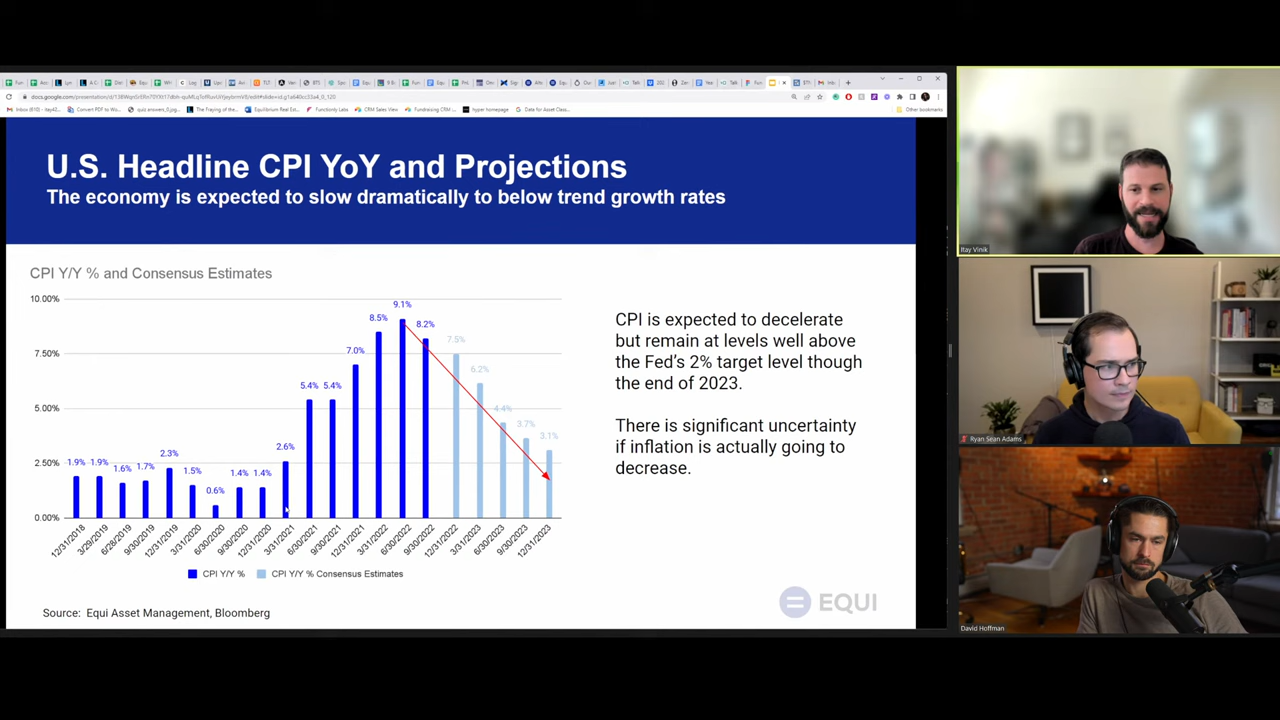 Other bookmarks
U.S. Headline CPI YoY and Projections
The economy is expected to slow dramatically to below trend growth rates
CPI Y/Y % and Consensus Estimates
10.00%
7.50%
5.00%
2.50%
0.00%
1.9%
1.9%
1.6%
1.7%
2.3%
1.5%
0.6%
1.4%
1.4%
2.6%
5.4%
5.4%
7.0%
8.5%
9.1%
8.2%
7.5%
6.2%
4.4%
3.7%
3.1%
12/31/2018
3/29/2019
6/28/2019
9/30/2019
12/31/2019
3/31/2020
6/30/2020
9/30/2020
12/31/2020
3/31/2021
6/30/2021
9/30/2021
12/31/2021
3/31/2022
6/30/2022
9/30/2022
12/31/2022
3/31/2023
6/30/2023
9/30/2023
12/31/2023
CPI Y/Y %
CPI Y/Y % Consensus Estimates
CPI is expected to decelerate
but remain at levels well above
the Fed's 2% target level though
the end of 2023.
There is significant uncertainty
if inflation is actually going to
decrease.
Source: Equi Asset Management, Bloomberg
EQUI
Itay Vinik
Ryan Sean Adams
David Hoffman